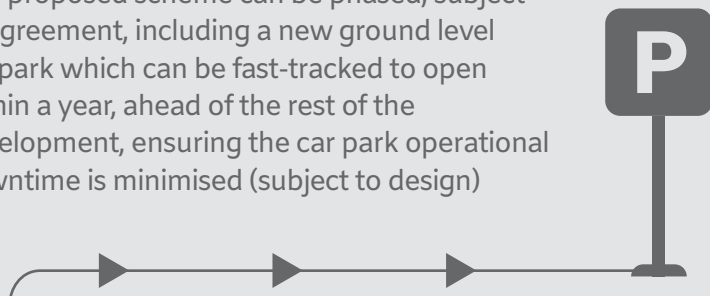 proposed scheme can be phased, subject
greement, including a new ground level
park which can be fast-tracked to open
in a year, ahead of the rest of the
elopment, ensuring the car park operational
ntime is minimised (subject to design)
P